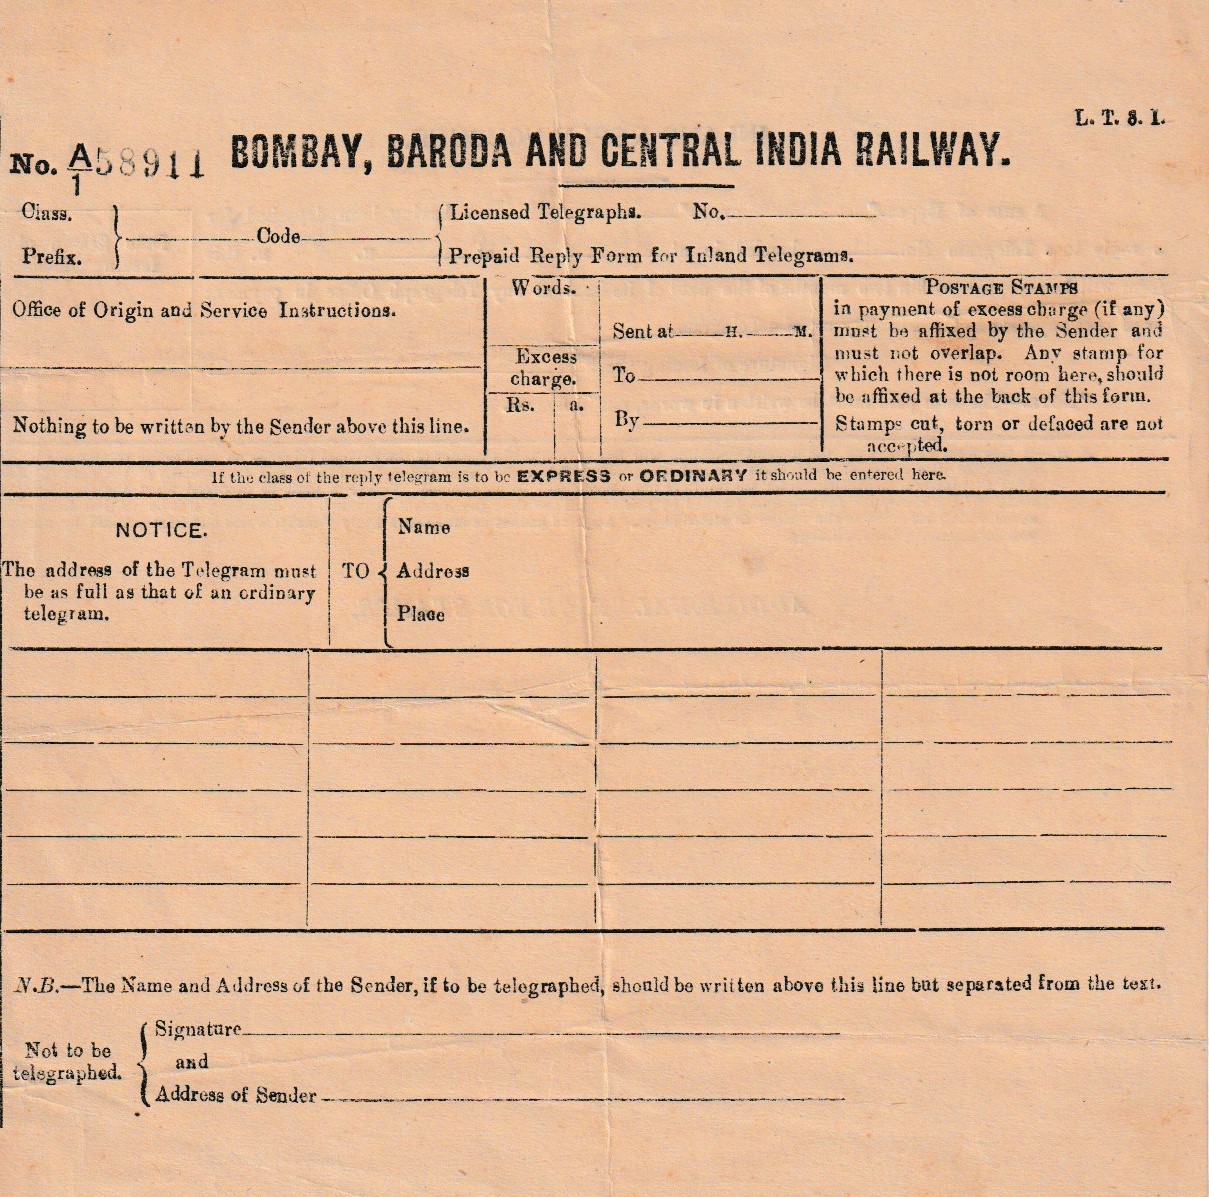 L. T. S. 1.
No. A/1 58911 BOMBAY, BARODA AND CENTRAL INDIA RAILWAY.
Class.
Prefix.
Code
Licensed Telegraphs. No.
Prepaid Reply Form for Inland Telegrams.
Office of Origin and Service Instructions.
Nothing to be written by the Sender above this line.
Words.
Excess
charge.
Rs. a.
Sent at H. M.
To
By
POSTAGE STAMPS
in payment of excess charge (if any)
must be affixed by the Sender and
must not overlap. Any stamp for
which there is not room here, should
be affixed at the back of this form.
Stamps cut, torn or defaced are not
accepted.
If the class of the reply telegram is to be EXPRESS or ORDINARY it should be entered here.
NOTICE.
The address of the Telegram must
be as full as that of an ordinary
telegram.
TO
Name
Address
Place
N.B.—The Name and Address of the Sender, if to be telegraphed, should be written above this line but separated from the text.
Not to be
telegraphed.
Signature
and
Address of Sender